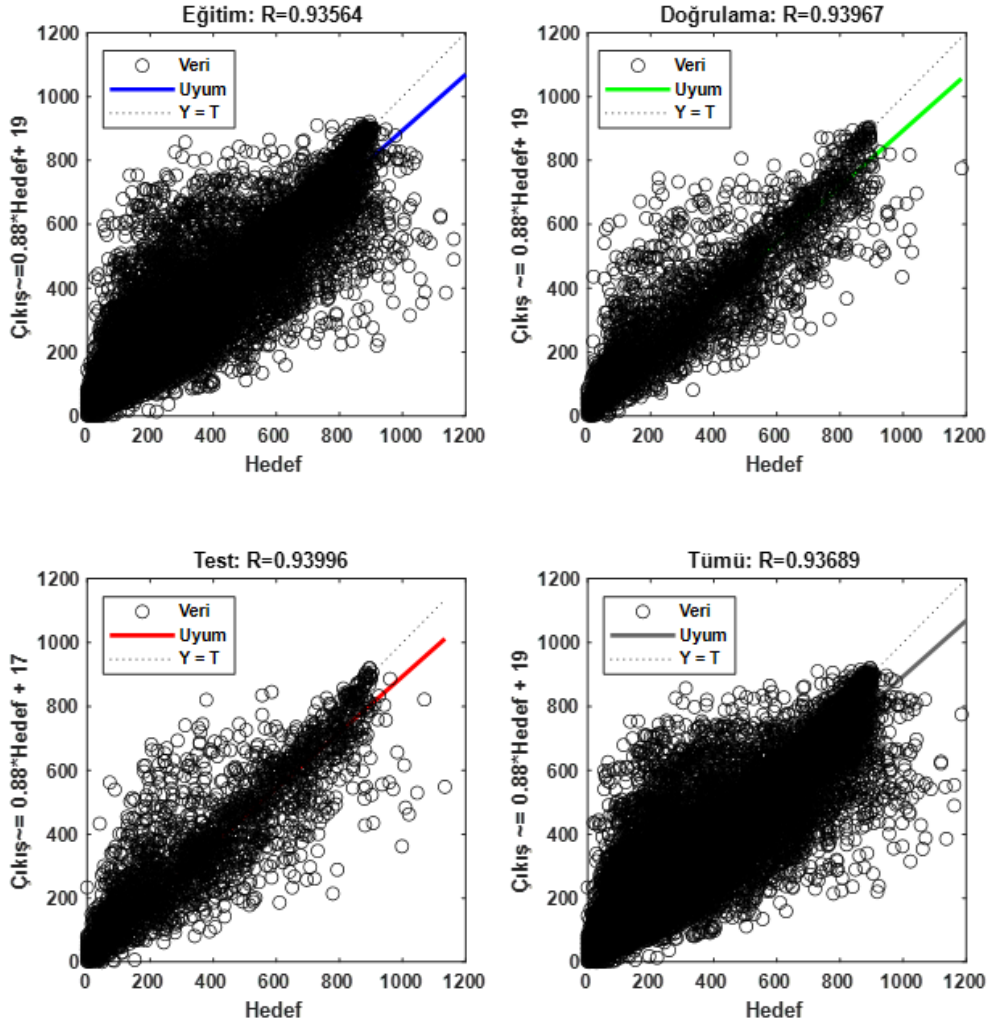 Eğitim: R=0.93564
Çıkış~=0.88*Hedef+ 19
1200
1000
800
600
400
200
0
Veri
Uyum
Y = T
0 200 400 600 800 1000 1200
Hedef
Doğrulama: R=0.93967
Çıkış ~= 0.88*Hedef+ 19
1200
1000
800
600
400
200
0
Veri
Uyum
Y = T
0 200 400 600 800 1000 1200
Hedef
Test: R=0.93996
Çıkış~= 0.88*Hedef + 17
1200
1000
800
600
400
200
0
Veri
Uyum
Y = T
0 200 400 600 800 1000 1200
Hedef
Tümü: R=0.93689
Çıkış ~= 0.88*Hedef + 19
1200
1000
800
600
400
200
0
Veri
Uyum
Y = T
0 200 400 600 800 1000 1200
Hedef